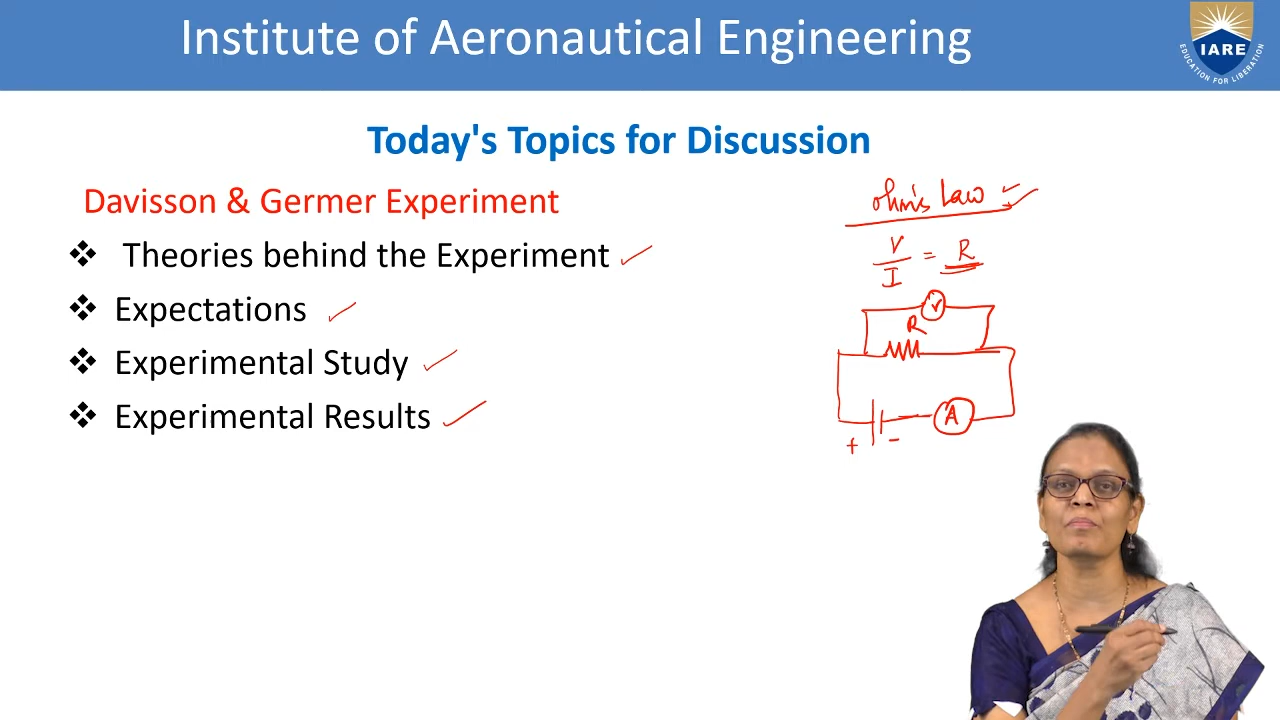 Institute of Aeronautical Engineering
IARE
EDUCATION FOR LIBERATION
Today's Topics for Discussion
Davisson & Germer Experiment
❖ Theories behind the Experiment ✓
❖ Expectations ✓
❖ Experimental Study ✓
❖ Experimental Results ✓
ohm's Law ✓
V/I = R
V
R
A
+ -